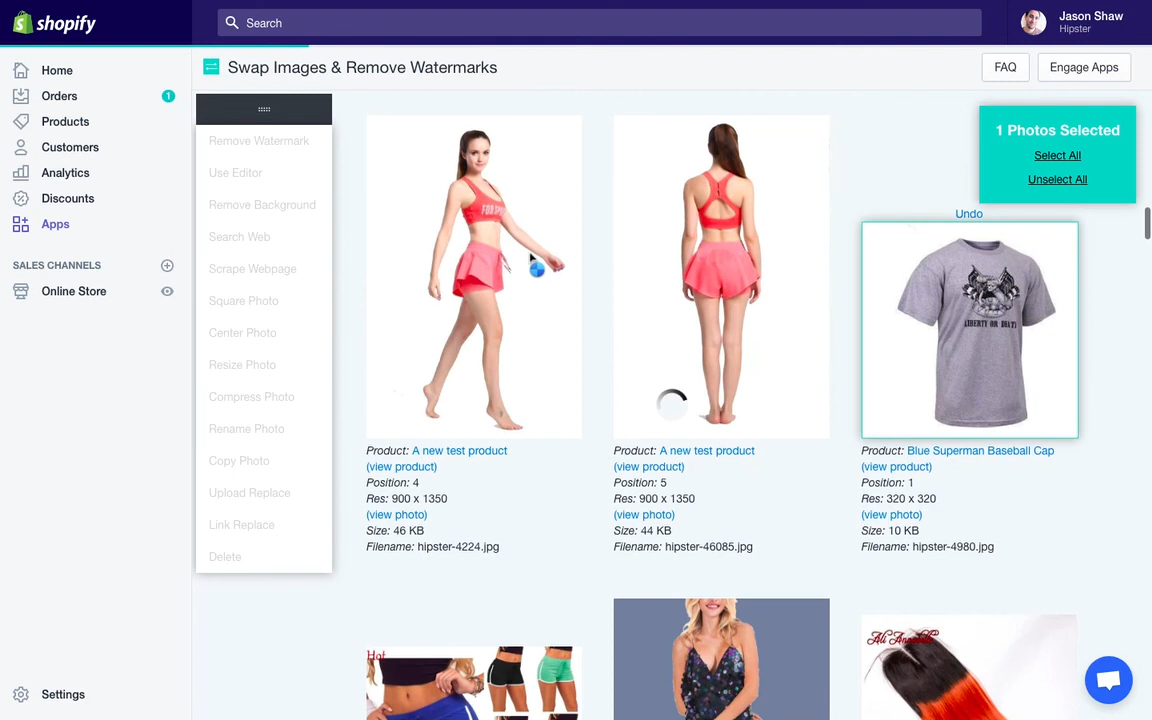 shopify
Search
Jason Shaw
Hipster
Home
Orders
1
Products
Customers
Analytics
Discounts
Apps
SALES CHANNELS
Online Store
Settings
Swap Images & Remove Watermarks
FAQ
Engage Apps
Remove Watermark
Use Editor
Remove Background
Search Web
Scrape Webpage
Square Photo
Center Photo
Resize Photo
Compress Photo
Rename Photo
Copy Photo
Upload Replace
Link Replace
Delete
1 Photos Selected
Select All
Unselect All
Undo
LIBERTY OR DEATH
Product: A new test product
(view product)
Position: 4
Res: 900 x 1350
(view photo)
Size: 46 KB
Filename: hipster-4224.jpg
Product: A new test product
(view product)
Position: 5
Res: 900 x 1350
(view photo)
Size: 44 KB
Filename: hipster-46085.jpg
Product: Blue Superman Baseball Cap
(view product)
Position: 1
Res: 320 x 320
(view photo)
Size: 10 KB
Filename: hipster-4980.jpg
Hot
Ali Annabelle